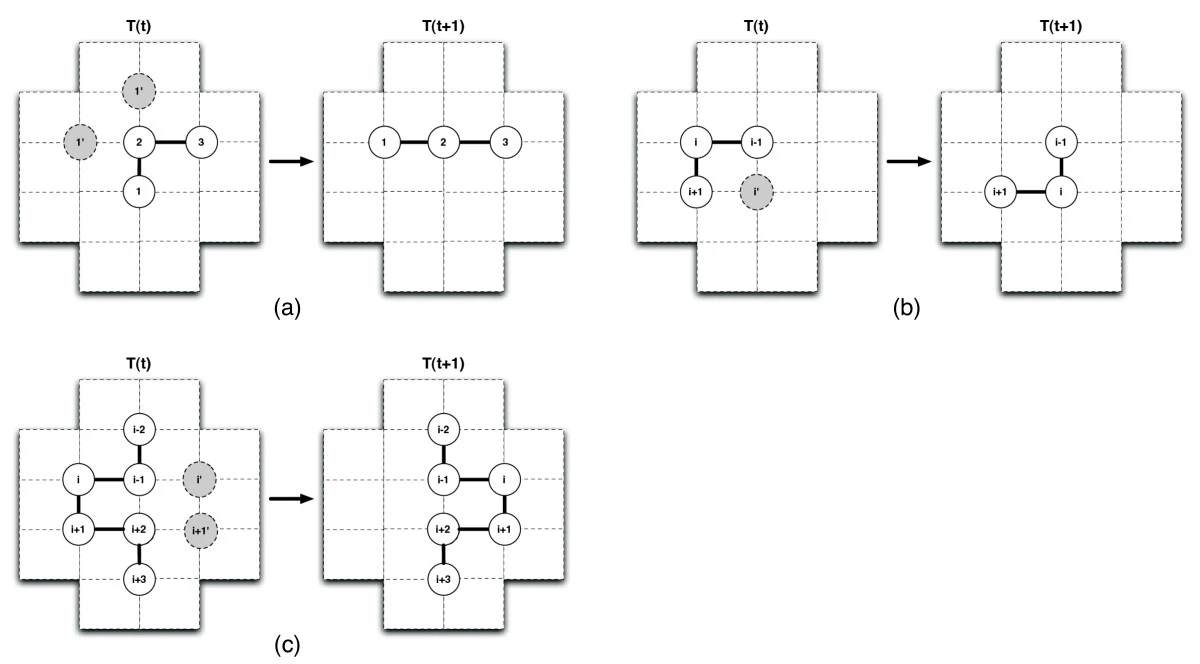 T(t) T(t+1) T(t) T(t+1)
1'
1' 2 3 1 2 3 i i-1 i-1
1 i+1 i' i+1 i
(a) (b)
T(t) T(t+1)
i-2 i-2
i i-1 i' i-1 i
i+1 i+2 i+1' i+2 i+1
i+3 i+3
(c)